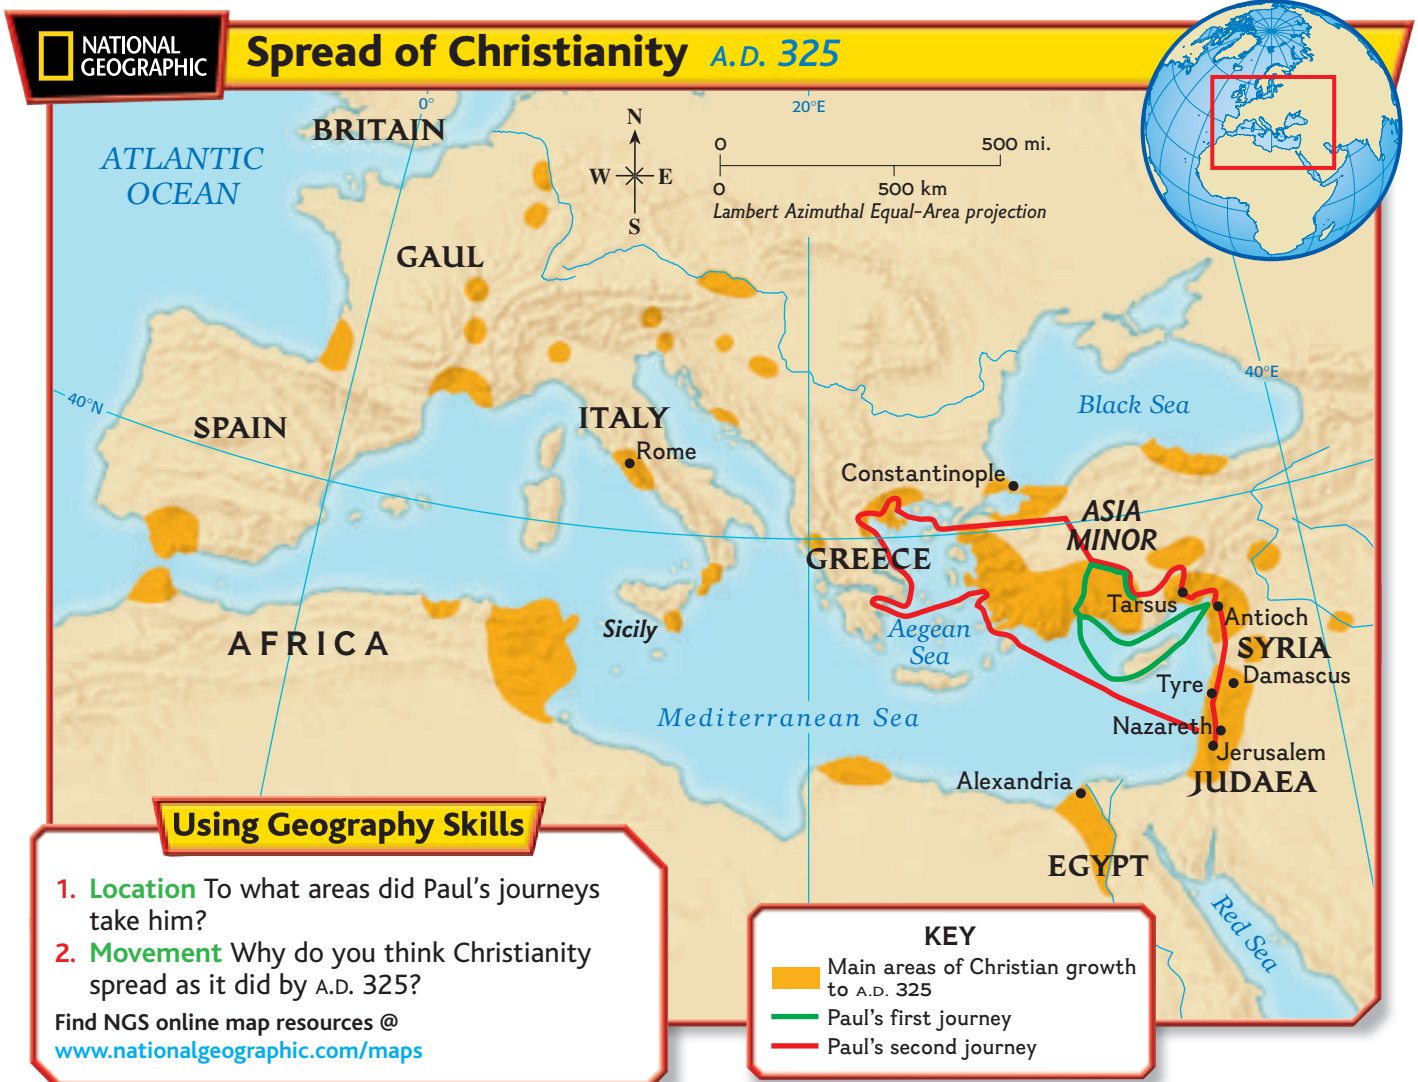 NATIONAL
GEOGRAPHIC
Spread of Christianity A.D. 325
0°
20°E
BRITAIN
ATLANTIC
OCEAN
N
W E
S
0 500 mi.
0 500 km
Lambert Azimuthal Equal-Area projection
GAUL
40°E
40°N
Black Sea
SPAIN
ITALY
Rome
Constantinople
ASIA
MINOR
GREECE
Tarsus
Antioch
AFRICA
Sicily
Aegean
Sea
SYRIA
Damascus
Tyre
Mediterranean Sea
Nazareth
Jerusalem
JUDAEA
Alexandria
EGYPT
Red Sea
Using Geography Skills
1. Location To what areas did Paul's journeys
take him?
2. Movement Why do you think Christianity
spread as it did by A.D. 325?
Find NGS online map resources @
www.nationalgeographic.com/maps
KEY
Main areas of Christian growth
to A.D. 325
Paul's first journey
Paul's second journey